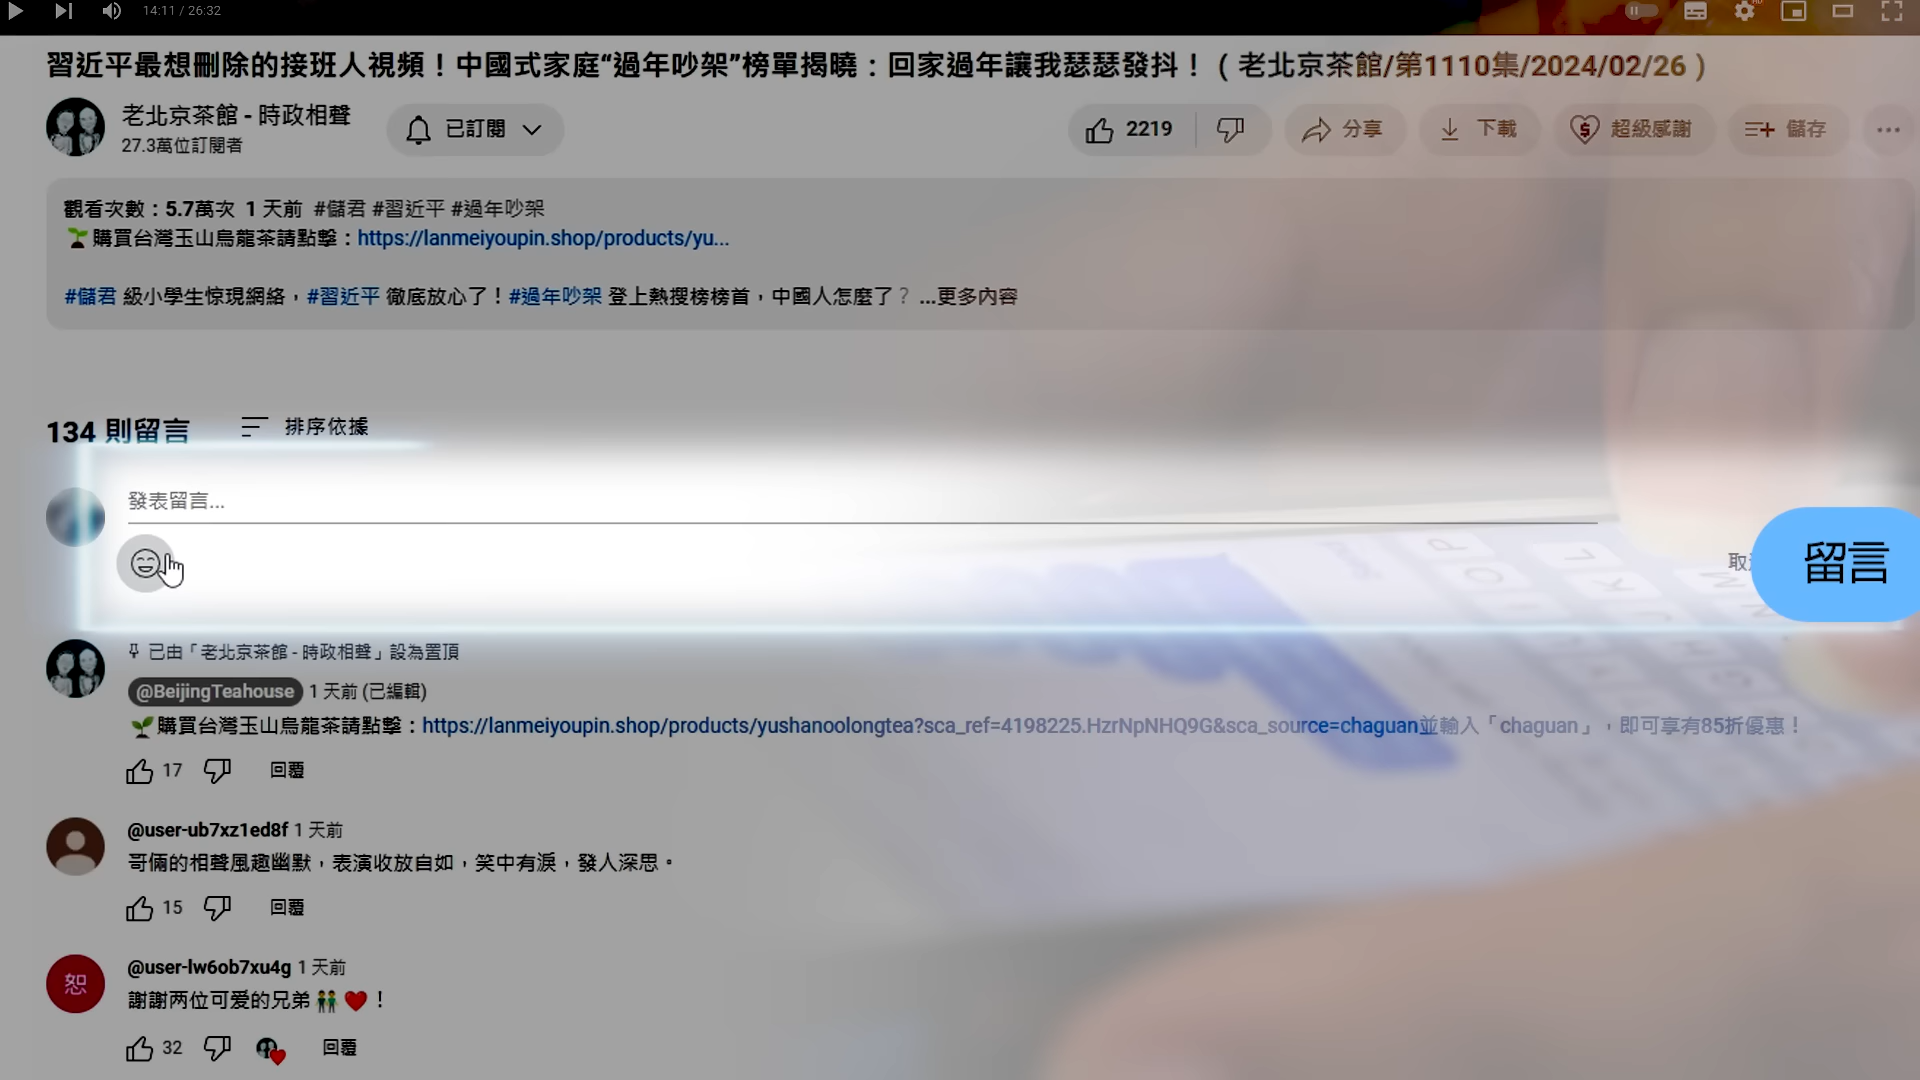 14:11 / 26:32
習近平最想刪除的接班人視頻！中國式家庭“過年吵架”榜單揭曉：回家過年讓我瑟瑟發抖！（老北京茶館/第1110集/2024/02/26）
老北京茶館 - 時政相聲
27.3萬位訂閱者
已訂閱
2219
分享
下載
超級感謝
儲存
觀看次數：5.7萬次 1 天前 #儲君 #習近平 #過年吵架
購買台灣玉山烏龍茶請點擊：https://lanmeiyoupin.shop/products/yu...
#儲君 級小學生惊現網絡，#習近平 徹底放心了！#過年吵架 登上熱搜榜榜首，中國人怎麼了？ ...更多內容
134 則留言
排序依據
發表留言...
留言
已由「老北京茶館 - 時政相聲」設為置頂
@BeijingTeahouse 1 天前 (已編輯)
購買台灣玉山烏龍茶請點擊：https://lanmeiyoupin.shop/products/yushanoolongtea?sca_ref=4198225.HzrNpNHQ9G&sca_source=chaguan並輸入「chaguan」，即可享有85折優惠！
17
回覆
@user-ub7xz1ed8f 1 天前
哥倆的相聲風趣幽默，表演收放自如，笑中有淚，發人深思。
15
回覆
恕
@user-lw6ob7xu4g 1 天前
謝謝两位可爱的兄弟👬❤️！
32
回覆